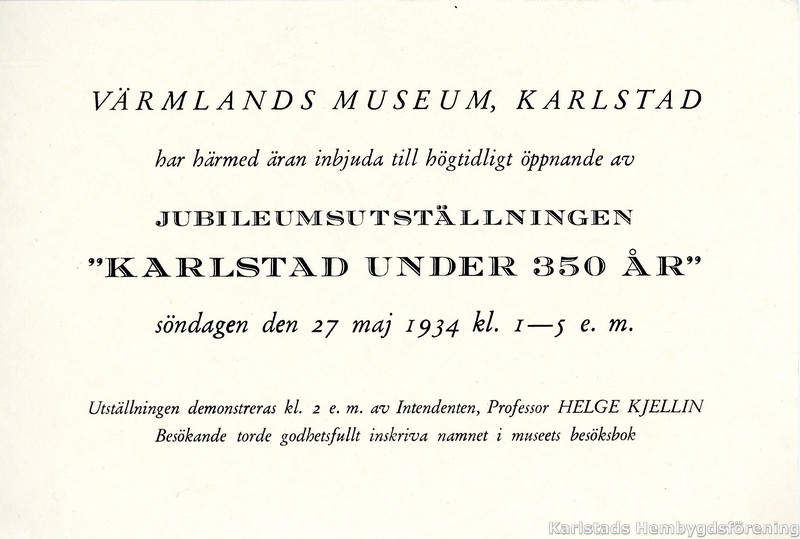 VÄRMLANDS MUSEUM, KARLSTAD
har härmed äran inbjuda till högtidligt öppnande av
JUBILEUMSUTSTÄLLNINGEN
”KARLSTAD UNDER 350 ÅR”
söndagen den 27 maj 1934 kl. 1—5 e. m.
Utställningen demonstreras kl. 2 e. m. av Intendenten, Professor HELGE KJELLIN
Besökande torde godhetsfullt inskriva namnet i museets besöksbok
Karlstads Hembygdsförening